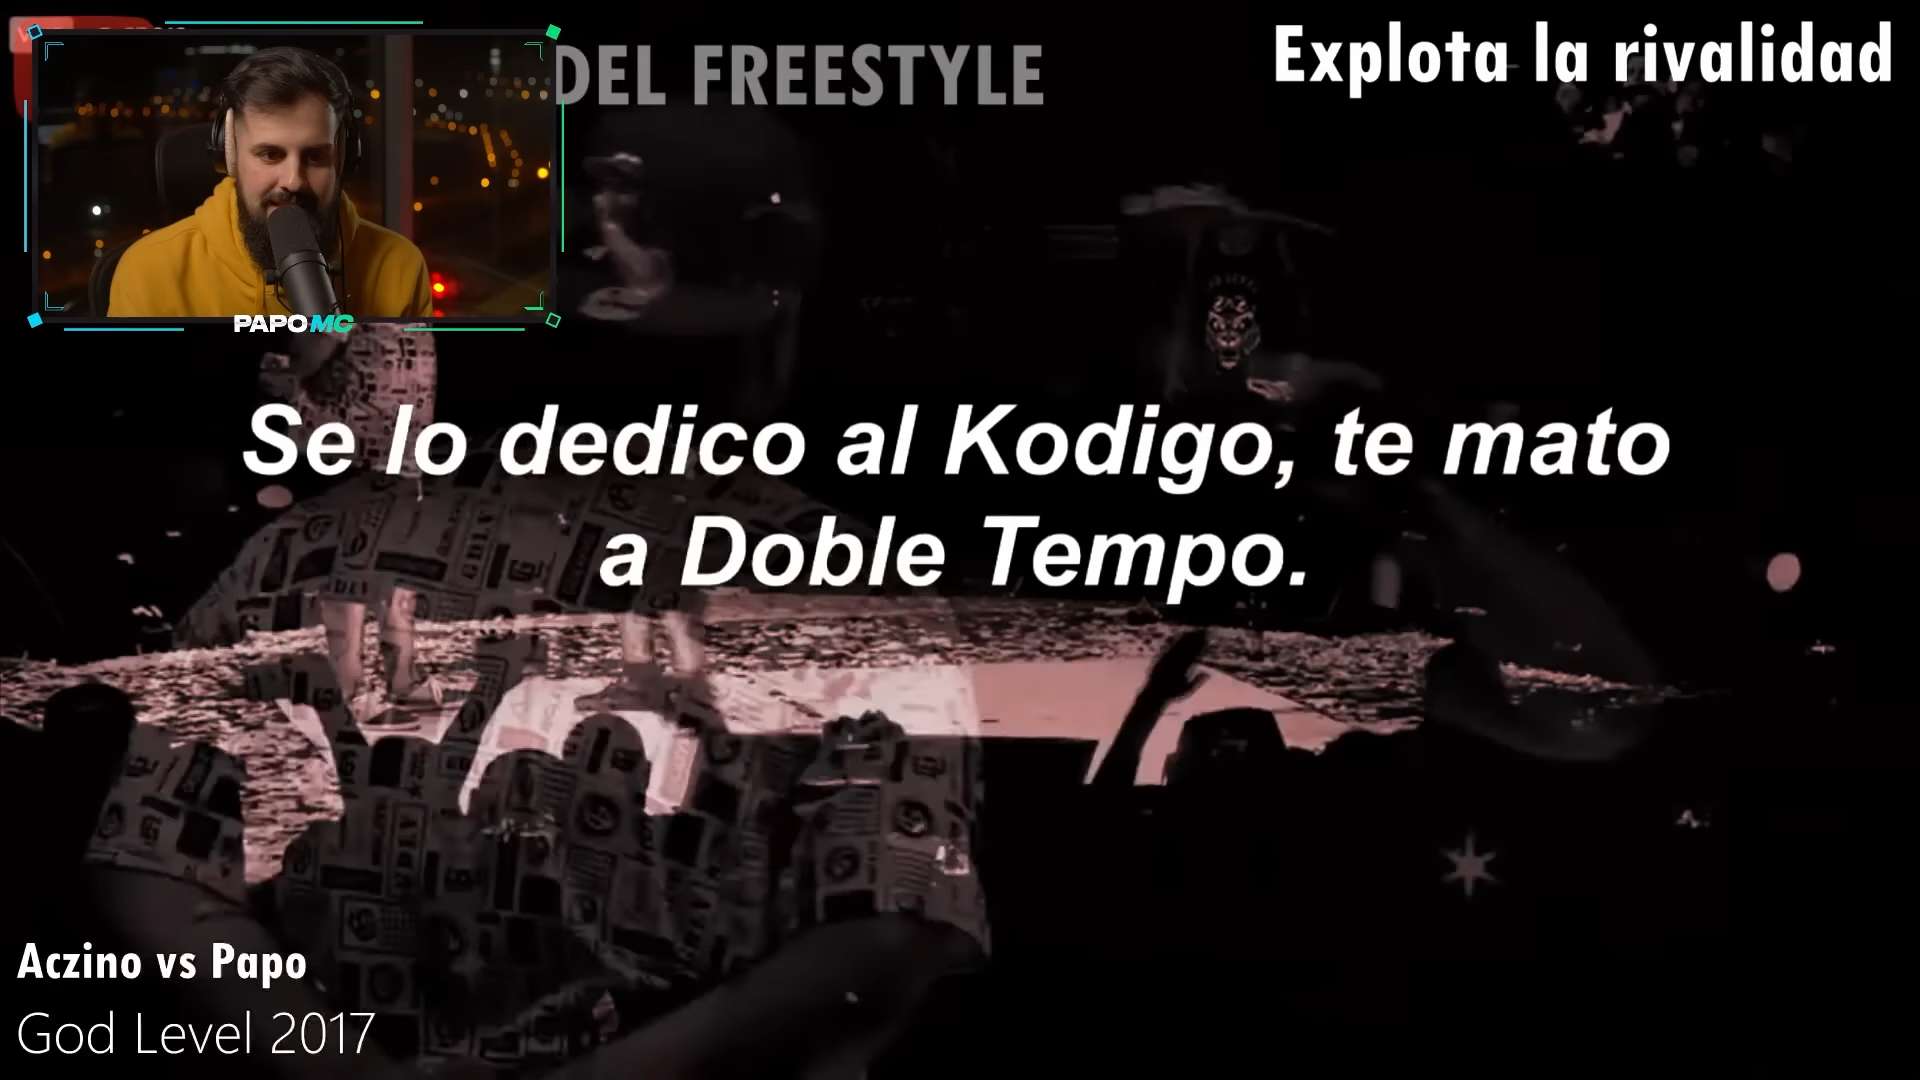 DEL FREESTYLE
Explota la rivalidad
PAPO MC
Se lo dedico al Kodigo, te mato
a Doble Tempo.
Aczino vs Papo
God Level 2017